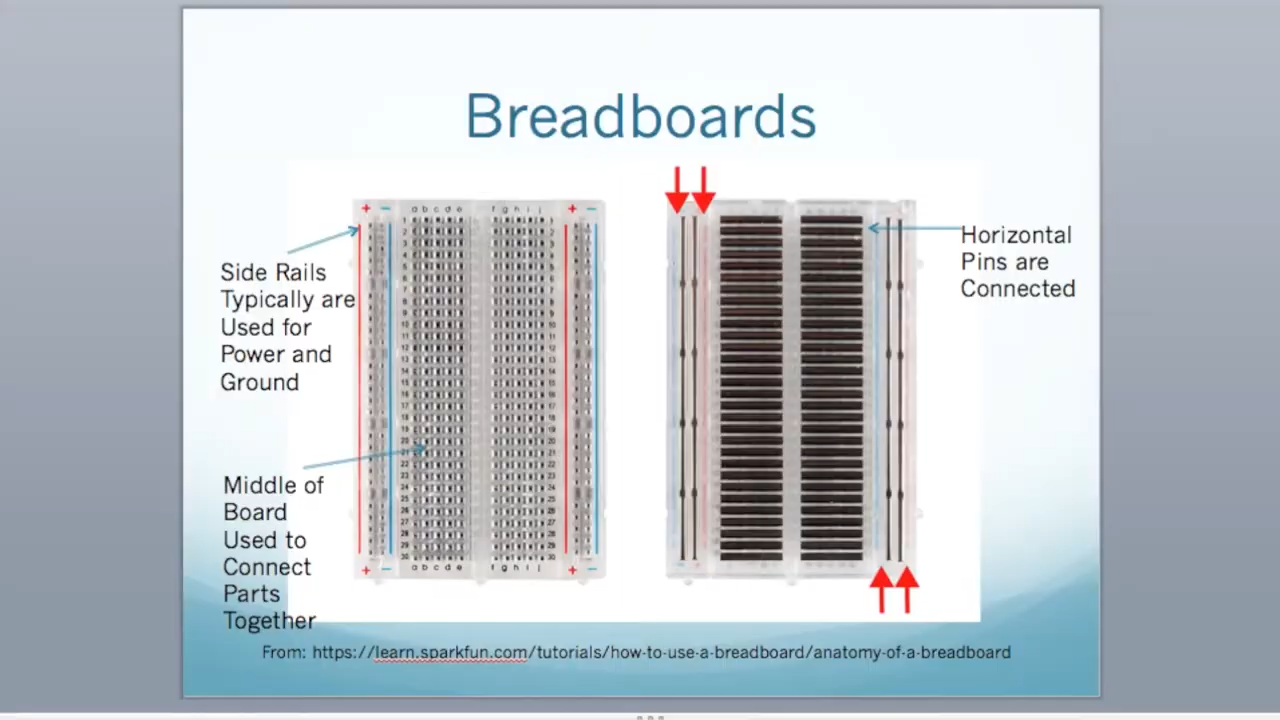 Breadboards
+ − a b c d e f g h i j + −
Side Rails
Typically are
Used for
Power and
Ground
Horizontal
Pins are
Connected
Middle of
Board
Used to
Connect
Parts
Together
+ − a b c d e f g h i j + −
From: https://learn.sparkfun.com/tutorials/how-to-use-a-breadboard/anatomy-of-a-breadboard